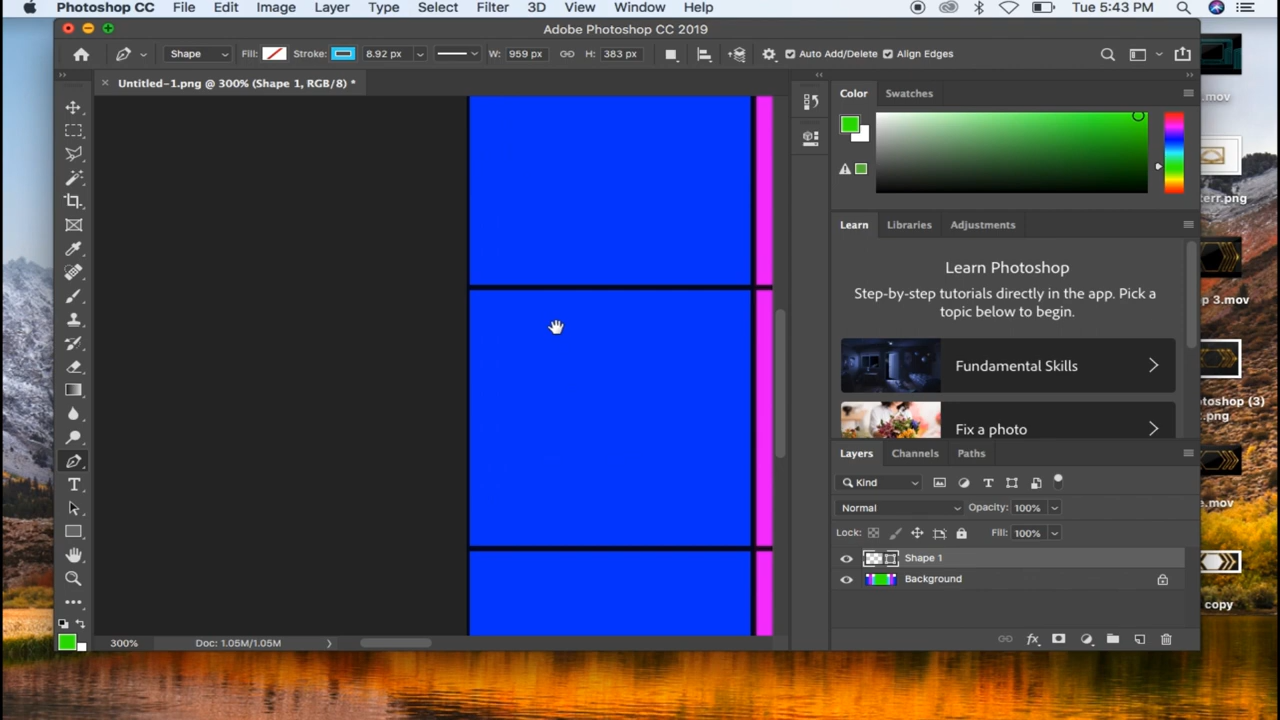 Photoshop CC File Edit Image Layer Type Select Filter 3D View Window Help Tue 5:43 PM
Adobe Photoshop CC 2019
Shape Fill: Stroke: 8.92 px W: 959 px H: 383 px Auto Add/Delete Align Edges
Untitled-1.png @ 300% (Shape 1, RGB/8) *
Color Swatches
.mov
err.png
Learn Libraries Adjustments
Learn Photoshop
Step-by-step tutorials directly in the app. Pick a
topic below to begin.
p 3.mov
Fundamental Skills
toshop (3)
.png
Fix a photo
Layers Channels Paths
Kind
Normal Opacity: 100%
e.mov
Lock: Fill: 100%
Shape 1
Background
copy
fx
300% Doc: 1.05M/1.05M